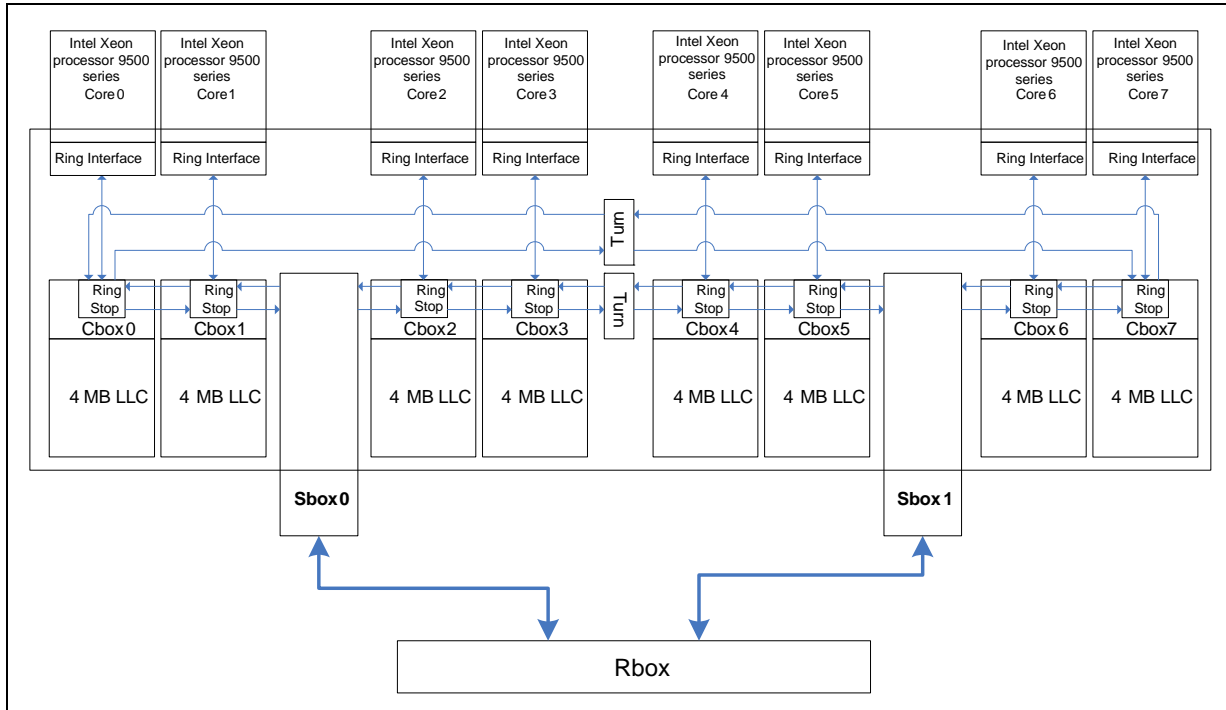 Intel Xeon
processor 9500
series
Core 0
Intel Xeon
processor 9500
series
Core 1
Intel Xeon
processor 9500
series
Core 2
Intel Xeon
processor 9500
series
Core 3
Intel Xeon
processor 9500
series
Core 4
Intel Xeon
processor 9500
series
Core 5
Intel Xeon
processor 9500
series
Core 6
Intel Xeon
processor 9500
series
Core 7
Ring Interface
Ring Interface
Ring Interface
Ring Interface
Ring Interface
Ring Interface
Ring Interface
Ring Interface
Turn
Ring
Stop
Cbox 0
Ring
Stop
Cbox 1
Ring
Stop
Cbox 2
Ring
Stop
Cbox 3
Turn
Ring
Stop
Cbox 4
Ring
Stop
Cbox 5
Ring
Stop
Cbox 6
Ring
Stop
Cbox 7
4 MB LLC
4 MB LLC
4 MB LLC
4 MB LLC
4 MB LLC
4 MB LLC
4 MB LLC
4 MB LLC
Sbox 0
Sbox 1
Rbox